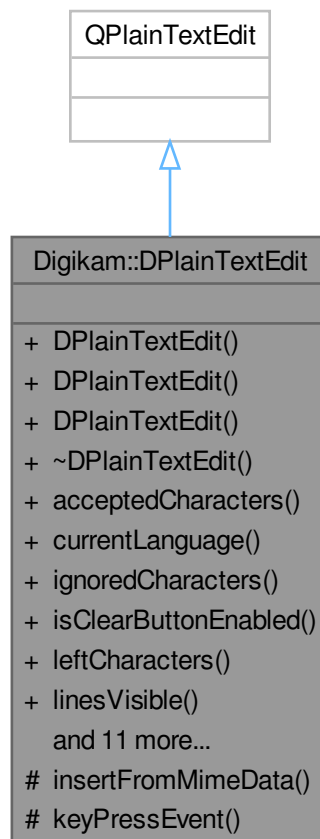 QPlainTextEdit
Digikam::DPlainTextEdit
+ DPlainTextEdit()
+ DPlainTextEdit()
+ DPlainTextEdit()
+ ~DPlainTextEdit()
+ acceptedCharacters()
+ currentLanguage()
+ ignoredCharacters()
+ isClearButtonEnabled()
+ leftCharacters()
+ linesVisible()
and 11 more...
# insertFromMimeData()
# keyPressEvent()